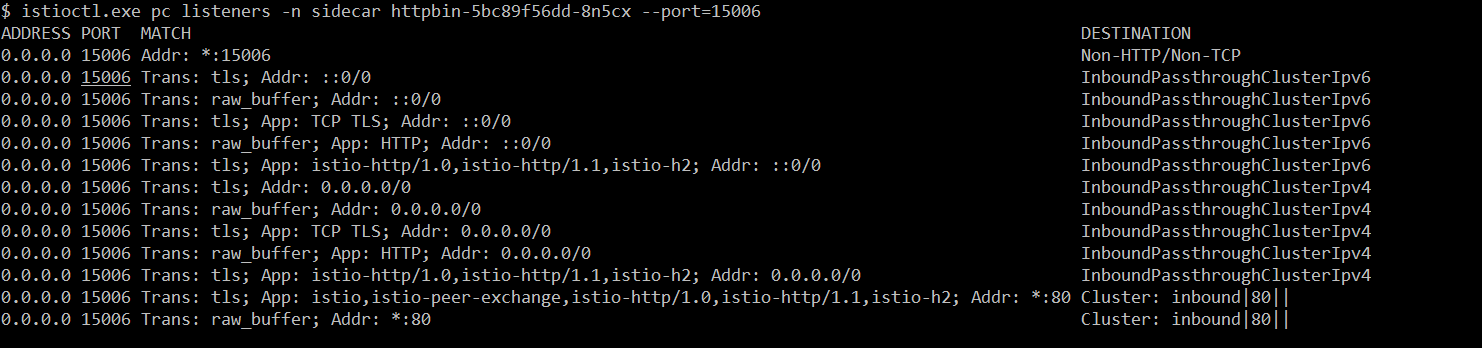 $ istioctl.exe pc listeners -n sidecar httpbin-5bc89f56dd-8n5cx --port=15006
ADDRESS PORT  MATCH                                                                                         DESTINATION
0.0.0.0 15006 Addr: *:15006                                                                                 Non-HTTP/Non-TCP
0.0.0.0 15006 Trans: tls; Addr: ::0/0                                                                       InboundPassthroughClusterIpv6
0.0.0.0 15006 Trans: raw_buffer; Addr: ::0/0                                                                InboundPassthroughClusterIpv6
0.0.0.0 15006 Trans: tls; App: TCP TLS; Addr: ::0/0                                                         InboundPassthroughClusterIpv6
0.0.0.0 15006 Trans: raw_buffer; App: HTTP; Addr: ::0/0                                                     InboundPassthroughClusterIpv6
0.0.0.0 15006 Trans: tls; App: istio-http/1.0,istio-http/1.1,istio-h2; Addr: ::0/0                          InboundPassthroughClusterIpv6
0.0.0.0 15006 Trans: tls; Addr: 0.0.0.0/0                                                                   InboundPassthroughClusterIpv4
0.0.0.0 15006 Trans: raw_buffer; Addr: 0.0.0.0/0                                                            InboundPassthroughClusterIpv4
0.0.0.0 15006 Trans: tls; App: TCP TLS; Addr: 0.0.0.0/0                                                     InboundPassthroughClusterIpv4
0.0.0.0 15006 Trans: raw_buffer; App: HTTP; Addr: 0.0.0.0/0                                                 InboundPassthroughClusterIpv4
0.0.0.0 15006 Trans: tls; App: istio-http/1.0,istio-http/1.1,istio-h2; Addr: 0.0.0.0/0                      InboundPassthroughClusterIpv4
0.0.0.0 15006 Trans: tls; App: istio,istio-peer-exchange,istio-http/1.0,istio-http/1.1,istio-h2; Addr: *:80 Cluster: inbound|80||
0.0.0.0 15006 Trans: raw_buffer; Addr: *:80                                                                 Cluster: inbound|80||